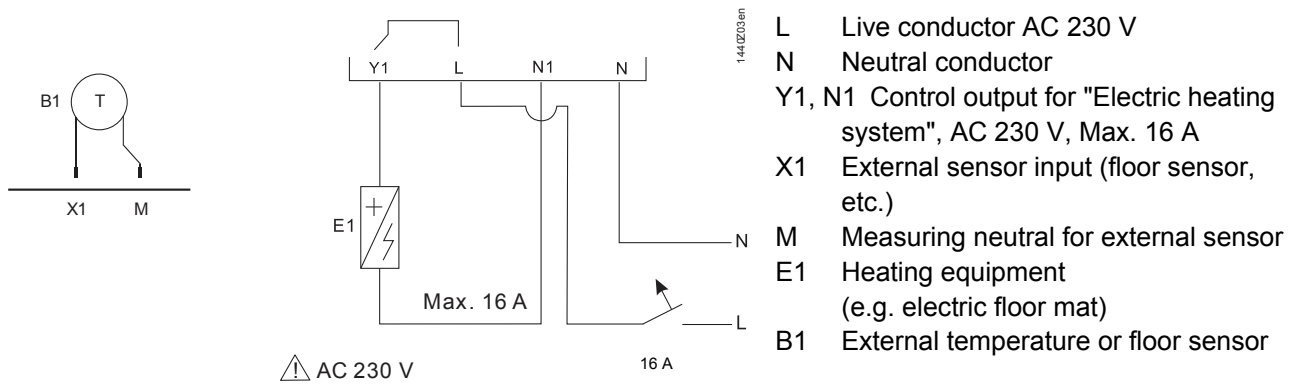 B1 T
X1 M
Y1 L N1 N
E1
Max. 16 A
N
L
16 A
AC 230 V
1440Z03en
L Live conductor AC 230 V
N Neutral conductor
Y1, N1 Control output for "Electric heating
system", AC 230 V, Max. 16 A
X1 External sensor input (floor sensor,
etc.)
M Measuring neutral for external sensor
E1 Heating equipment
(e.g. electric floor mat)
B1 External temperature or floor sensor